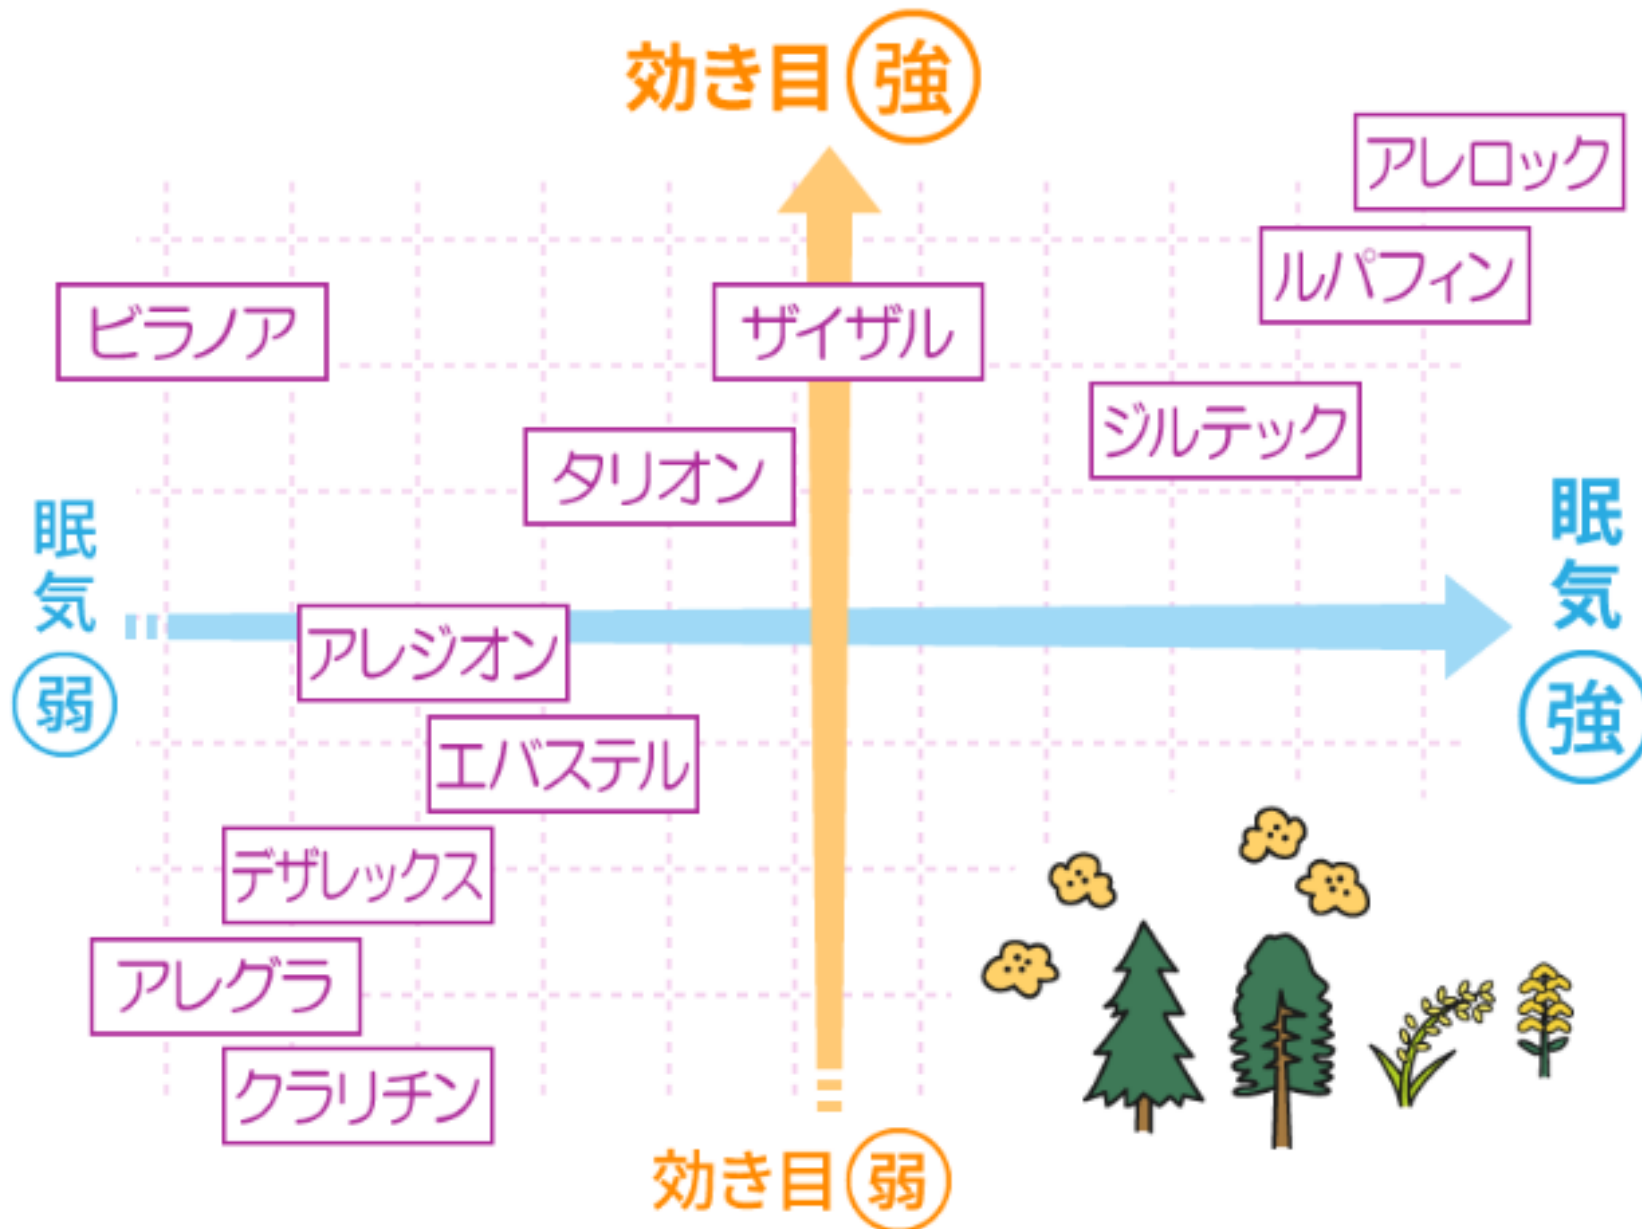 効き目強
アレロック
ルパフィン
ビラノア
ザイザル
ジルテック
タリオン
眠気弱
眠気強
アレジオン
エバステル
デザレックス
アレグラ
クラリチン
効き目弱